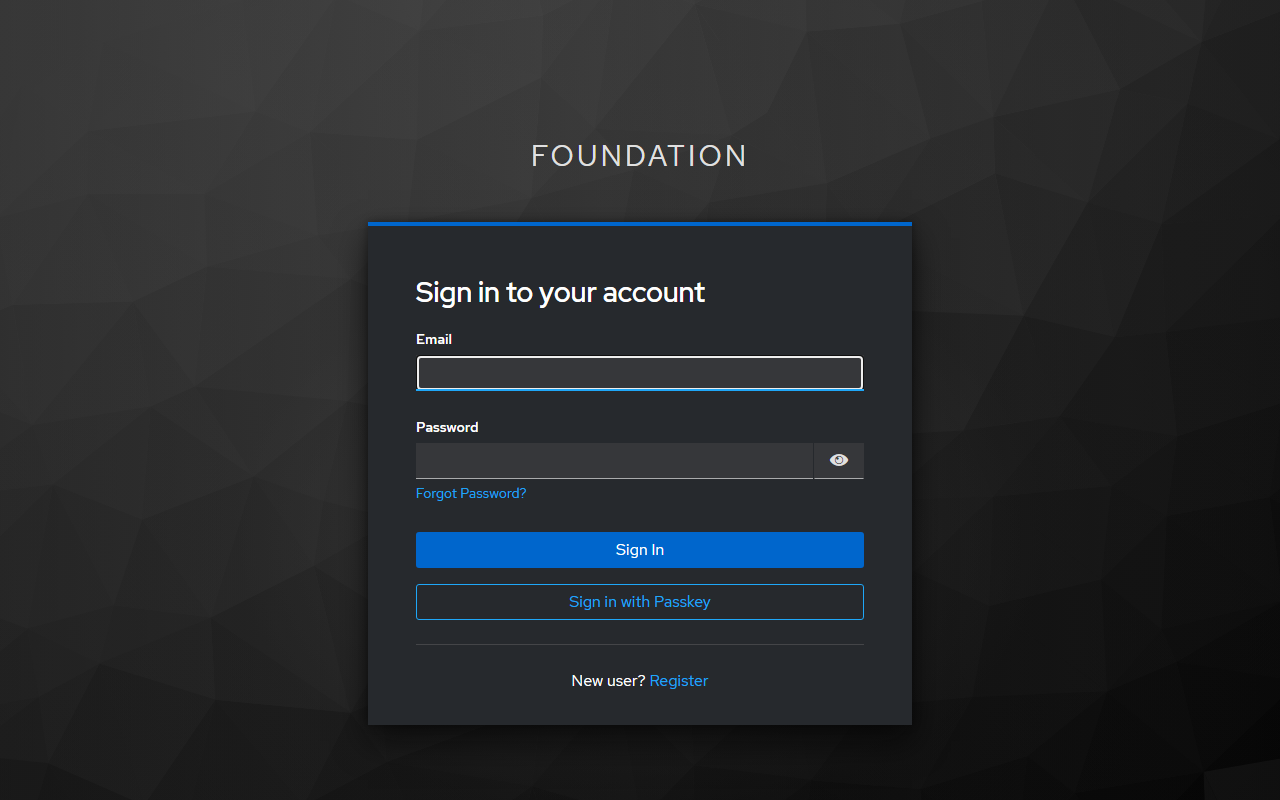 FOUNDATION
Sign in to your account
Email
Password
Forgot Password?
Sign In
Sign in with Passkey
New user? Register